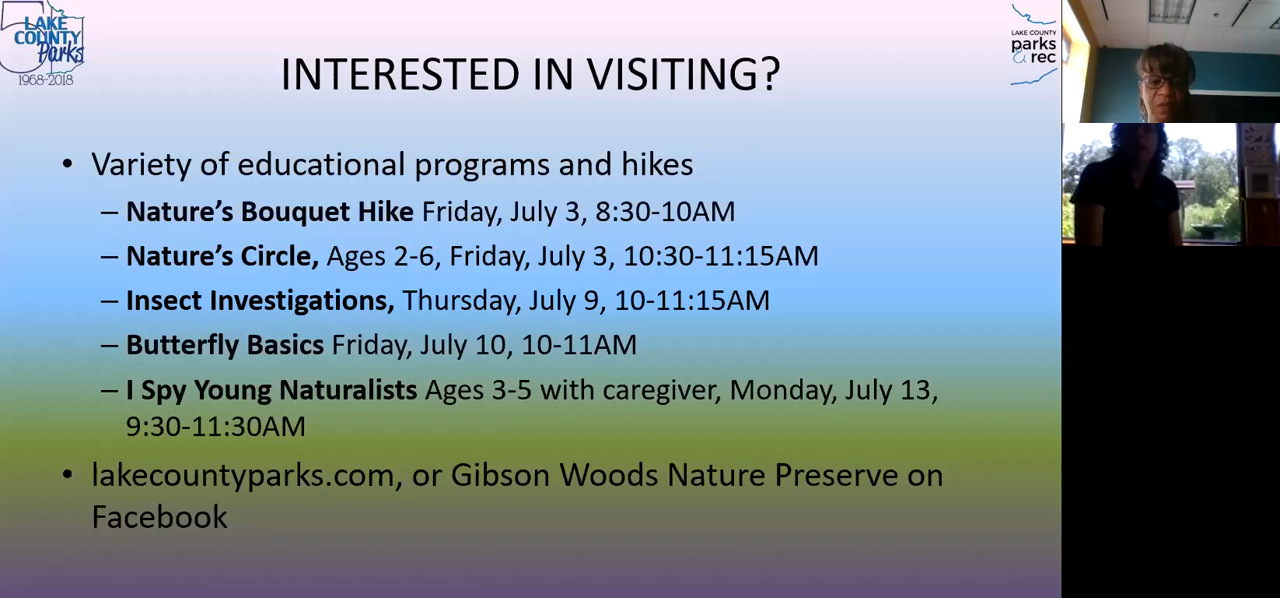 LAKE
COUNTY
Parks
1968-2018
LAKE COUNTY
parks
& rec
INTERESTED IN VISITING?
• Variety of educational programs and hikes
– Nature’s Bouquet Hike Friday, July 3, 8:30-10AM
– Nature’s Circle, Ages 2-6, Friday, July 3, 10:30-11:15AM
– Insect Investigations, Thursday, July 9, 10-11:15AM
– Butterfly Basics Friday, July 10, 10-11AM
– I Spy Young Naturalists Ages 3-5 with caregiver, Monday, July 13,
9:30-11:30AM
• lakecountyparks.com, or Gibson Woods Nature Preserve on
Facebook